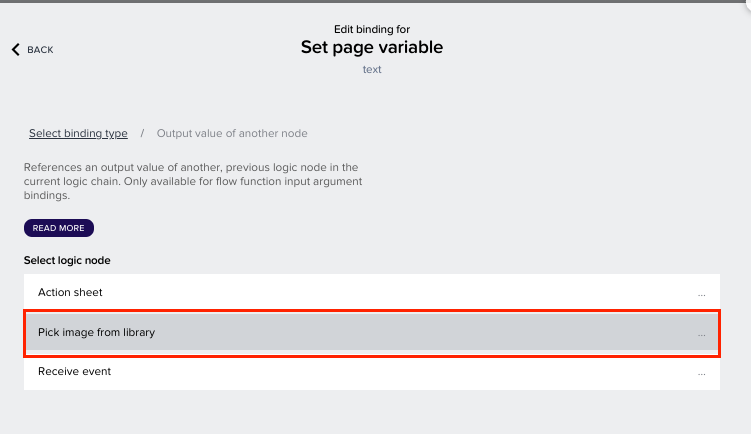 Edit binding for
BACK
Set page variable
text
Select binding type / Output value of another node
References an output value of another, previous logic node in the
current logic chain. Only available for flow function input argument
bindings.
READ MORE
Select logic node
Action sheet ...
Pick image from library ...
Receive event ...